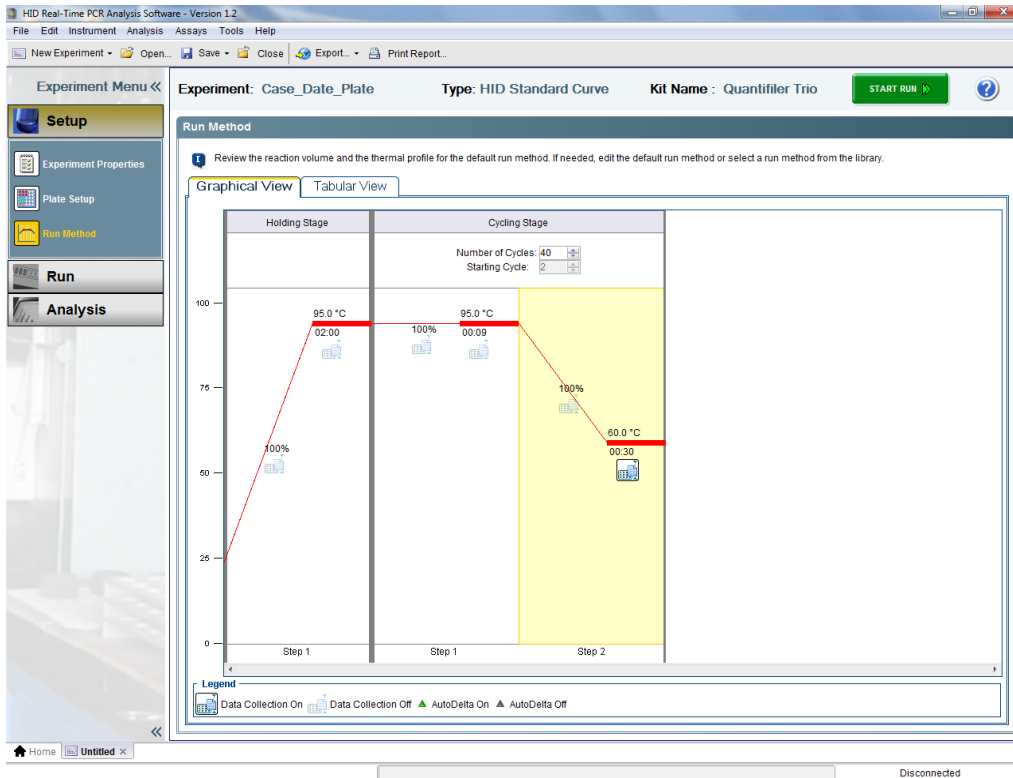 HID Real-Time PCR Analysis Software - Version 1.2
File Edit Instrument Analysis Assays Tools Help
New Experiment Open... Save Close Export... Print Report...
Experiment Menu «
Experiment: Case_Date_Plate Type: HID Standard Curve Kit Name : Quantifiler Trio START RUN ?
Setup
Run Method
Experiment Properties
Review the reaction volume and the thermal profile for the default run method. If needed, edit the default run method or select a run method from the library.
Graphical View Tabular View
Plate Setup
Run Method
Holding Stage Cycling Stage
Number of Cycles: 40
Starting Cycle: 2
Run
Analysis
100
95.0 °C 95.0 °C
02:00 100% 00:09
75
100%
60.0 °C
100% 00:30
50
25
0
Step 1 Step 1 Step 2
Legend
Data Collection On Data Collection Off AutoDelta On AutoDelta Off
«
Home Untitled ×
Disconnected